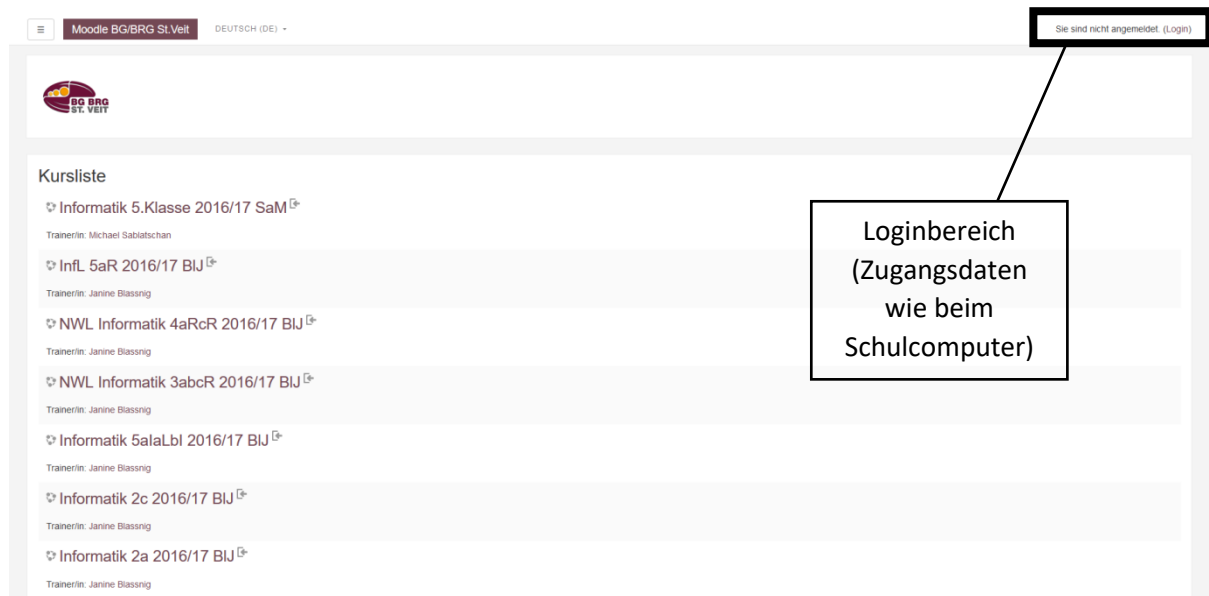 Moodle BG/BRG St.Veit DEUTSCH (DE)
Sie sind nicht angemeldet. (Login)
BG BRG
ST. VEIT
Kursliste
Informatik 5.Klasse 2016/17 SaM
Trainer/in: Michael Sablatschan
InfL 5aR 2016/17 BlJ
Trainer/in: Janine Blassnig
NWL Informatik 4aRcR 2016/17 BlJ
Trainer/in: Janine Blassnig
NWL Informatik 3abcR 2016/17 BlJ
Trainer/in: Janine Blassnig
Informatik 5aIaLbI 2016/17 BlJ
Trainer/in: Janine Blassnig
Informatik 2c 2016/17 BlJ
Trainer/in: Janine Blassnig
Informatik 2a 2016/17 BlJ
Trainer/in: Janine Blassnig
Loginbereich
(Zugangsdaten
wie beim
Schulcomputer)